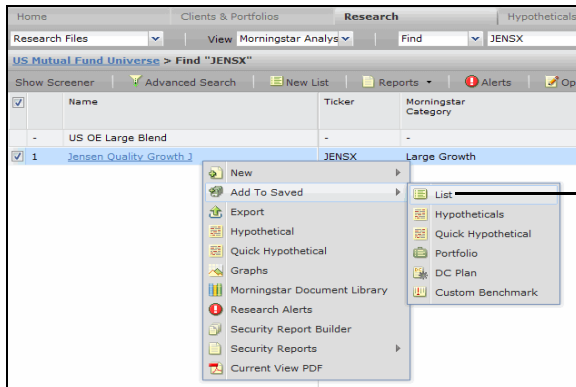 Home Clients & Portfolios Research Hypotheticals
Research Files View Morningstar Analys Find JENSX
US Mutual Fund Universe > Find "JENSX"
Show Screener Advanced Search New List Reports Alerts
Name Ticker Morningstar
Category
- US OE Large Blend - -
1 Jensen Quality Growth J JENSX Large Growth
New
Add To Saved
Export
Hypothetical
Quick Hypothetical
Graphs
Morningstar Document Library
Research Alerts
Security Report Builder
Security Reports
Current View PDF
List
Hypotheticals
Quick Hypothetical
Portfolio
DC Plan
Custom Benchmark